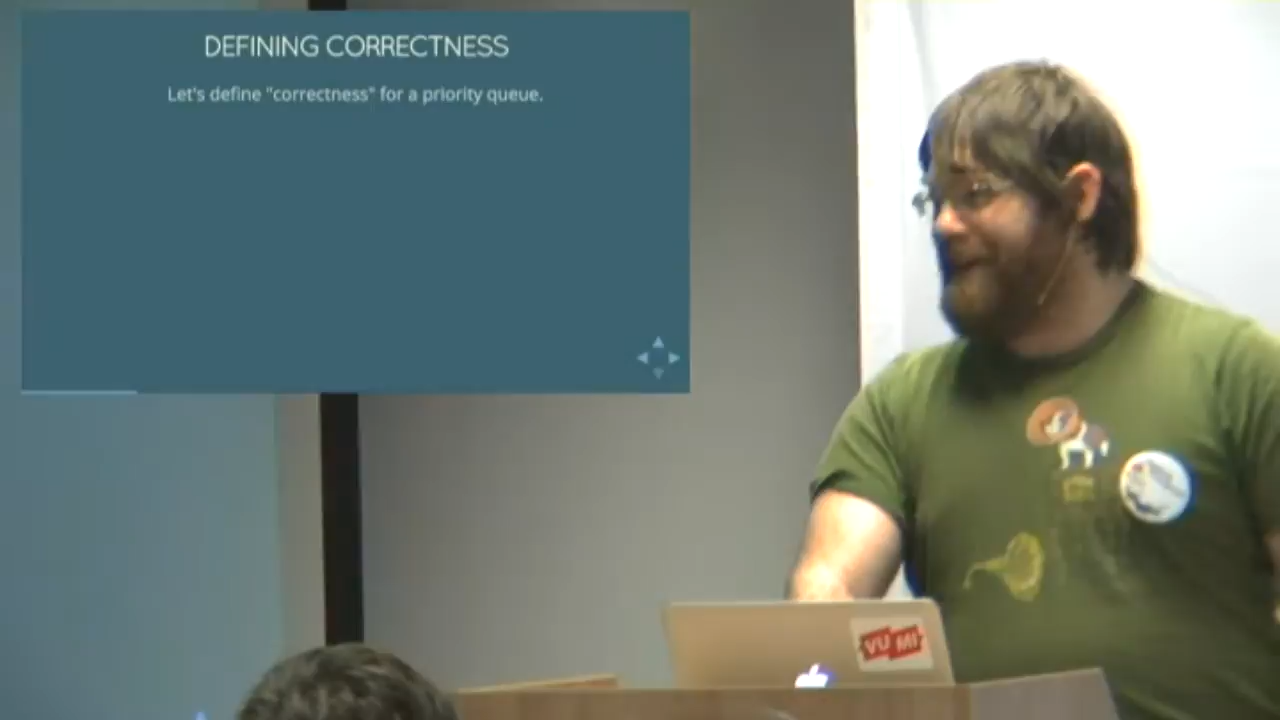 DEFINING CORRECTNESS
Let's define "correctness" for a priority queue.
VU MI